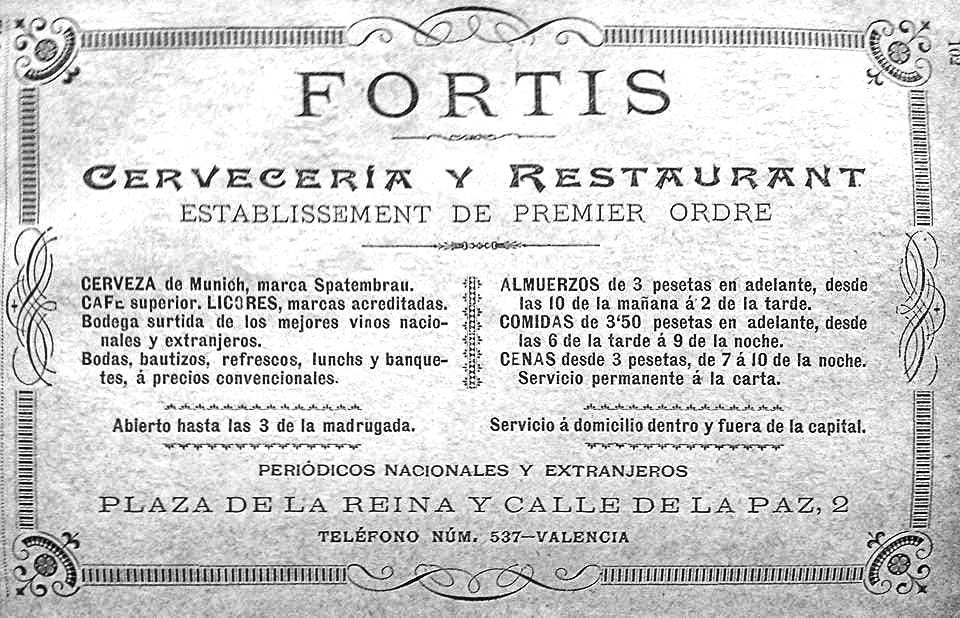 102
FORTIS
CERVECERÍA Y RESTAURANT
ESTABLISSEMENT DE PREMIER ORDRE
CERVEZA de Munich, marca Spatembrau.
CAFE superior. LICORES, marcas acreditadas.
Bodega surtida de los mejores vinos nacio-
nales y extranjeros.
Bodas, bautizos, refrescos, lunchs y banque-
tes, á precios convencionales.
Abierto hasta las 3 de la madrugada.
ALMUERZOS de 3 pesetas en adelante, desde
las 10 de la mañana á 2 de la tarde.
COMIDAS de 3'50 pesetas en adelante, desde
las 6 de la tarde á 9 de la noche.
CENAS desde 3 pesetas, de 7 á 10 de la noche.
Servicio permanente á la carta.
Servicio á domicilio dentro y fuera de la capital.
PERIÓDICOS NACIONALES Y EXTRANJEROS
PLAZA DE LA REINA Y CALLE DE LA PAZ, 2
TELÉFONO NÚM. 537—VALENCIA